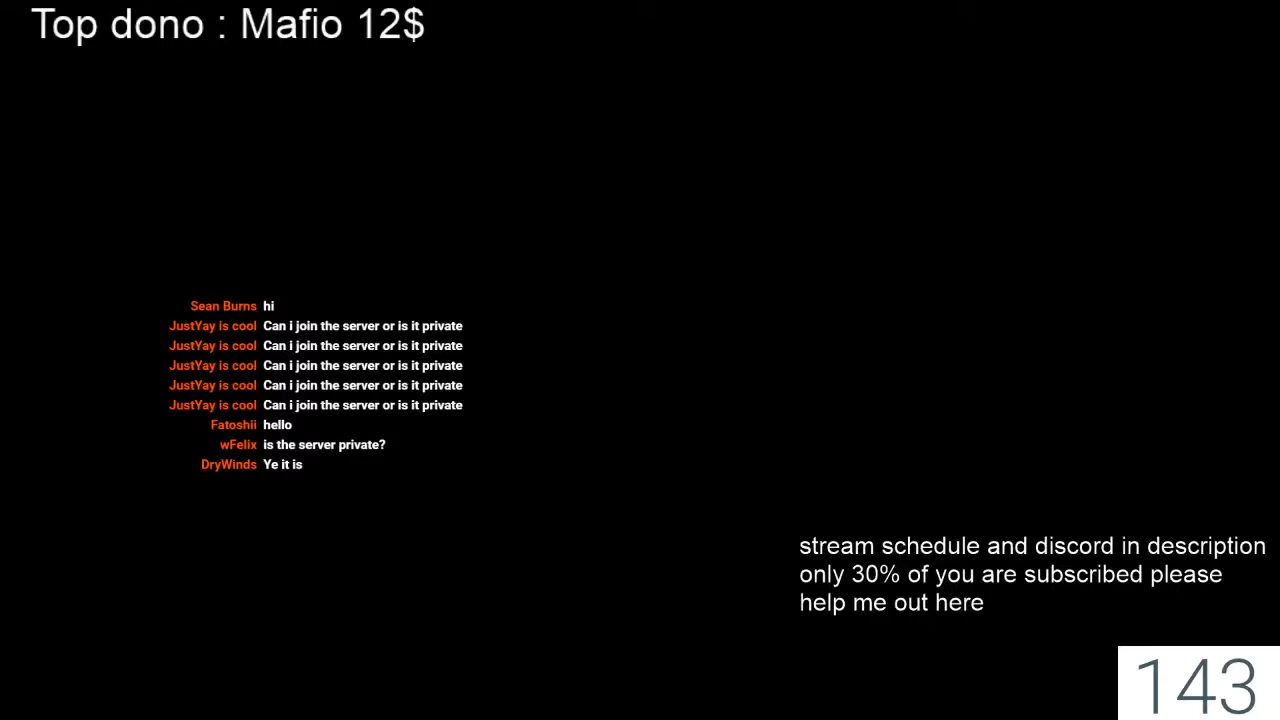 Top dono : Mafio 12$
Sean Burns hi
JustYay is cool Can i join the server or is it private
JustYay is cool Can i join the server or is it private
JustYay is cool Can i join the server or is it private
JustYay is cool Can i join the server or is it private
JustYay is cool Can i join the server or is it private
Fatoshii hello
wFelix is the server private?
DryWinds Ye it is
stream schedule and discord in description
only 30% of you are subscribed please
help me out here
143